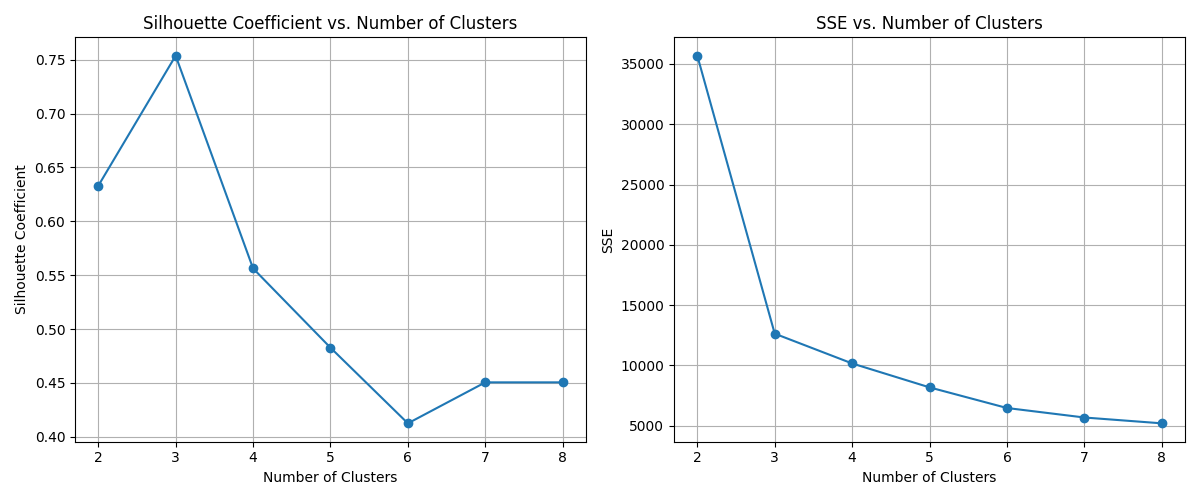 Silhouette Coefficient vs. Number of Clusters
Silhouette Coefficient
0.75
0.70
0.65
0.60
0.55
0.50
0.45
0.40
2 3 4 5 6 7 8
Number of Clusters
SSE vs. Number of Clusters
SSE
35000
30000
25000
20000
15000
10000
5000
2 3 4 5 6 7 8
Number of Clusters